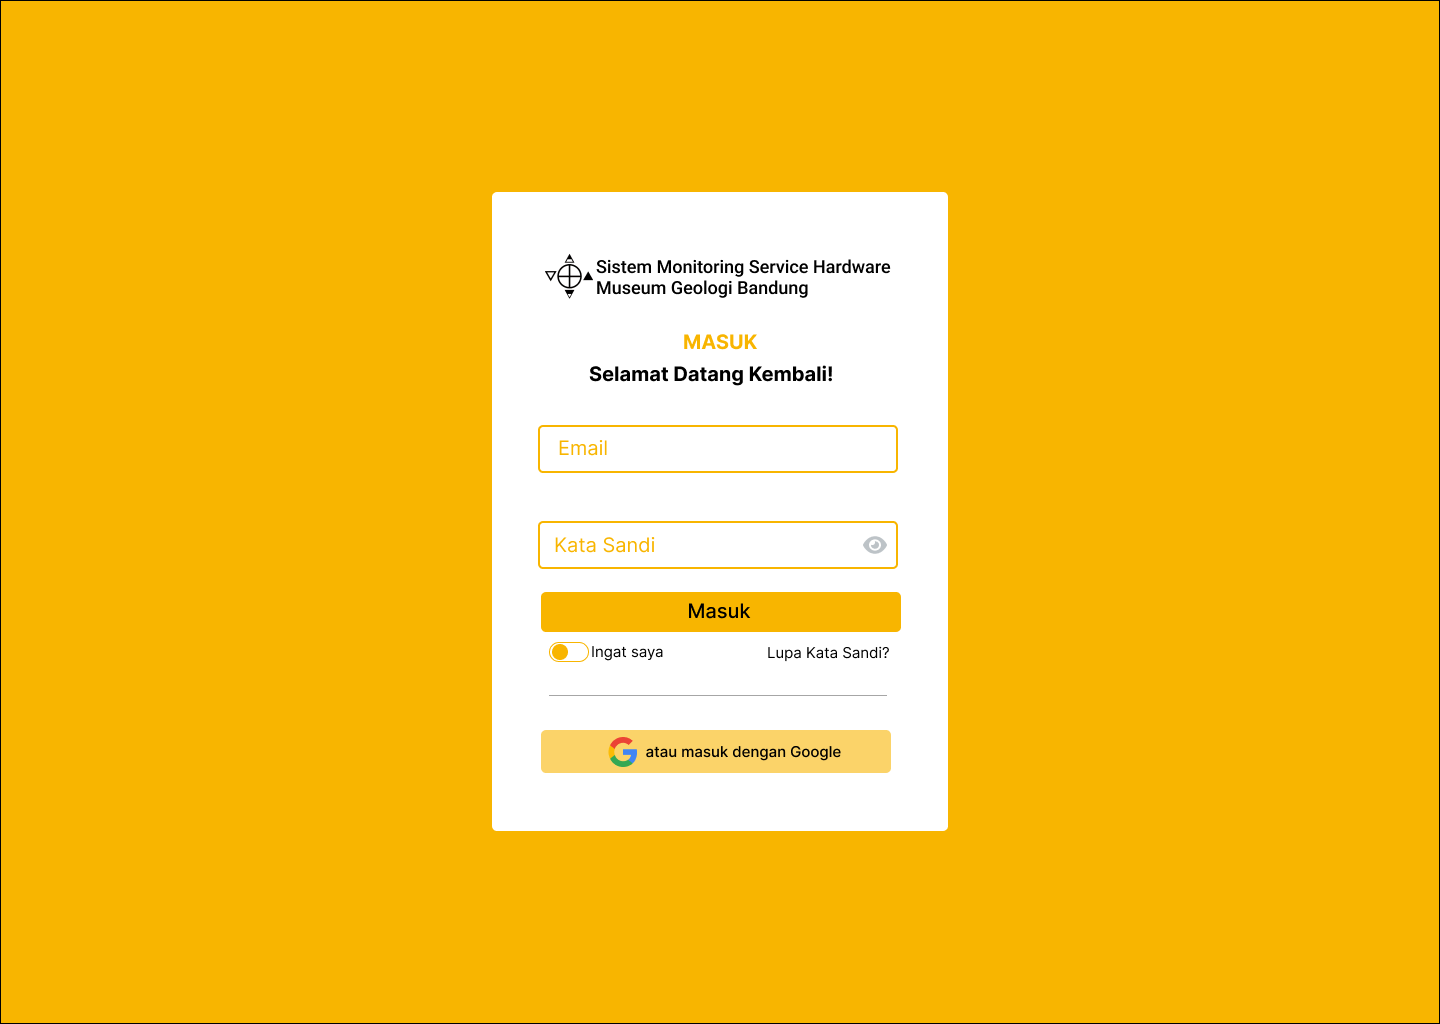 Sistem Monitoring Service Hardware
Museum Geologi Bandung
MASUK
Selamat Datang Kembali!
Email
Kata Sandi
Masuk
Ingat saya
Lupa Kata Sandi?
atau masuk dengan Google